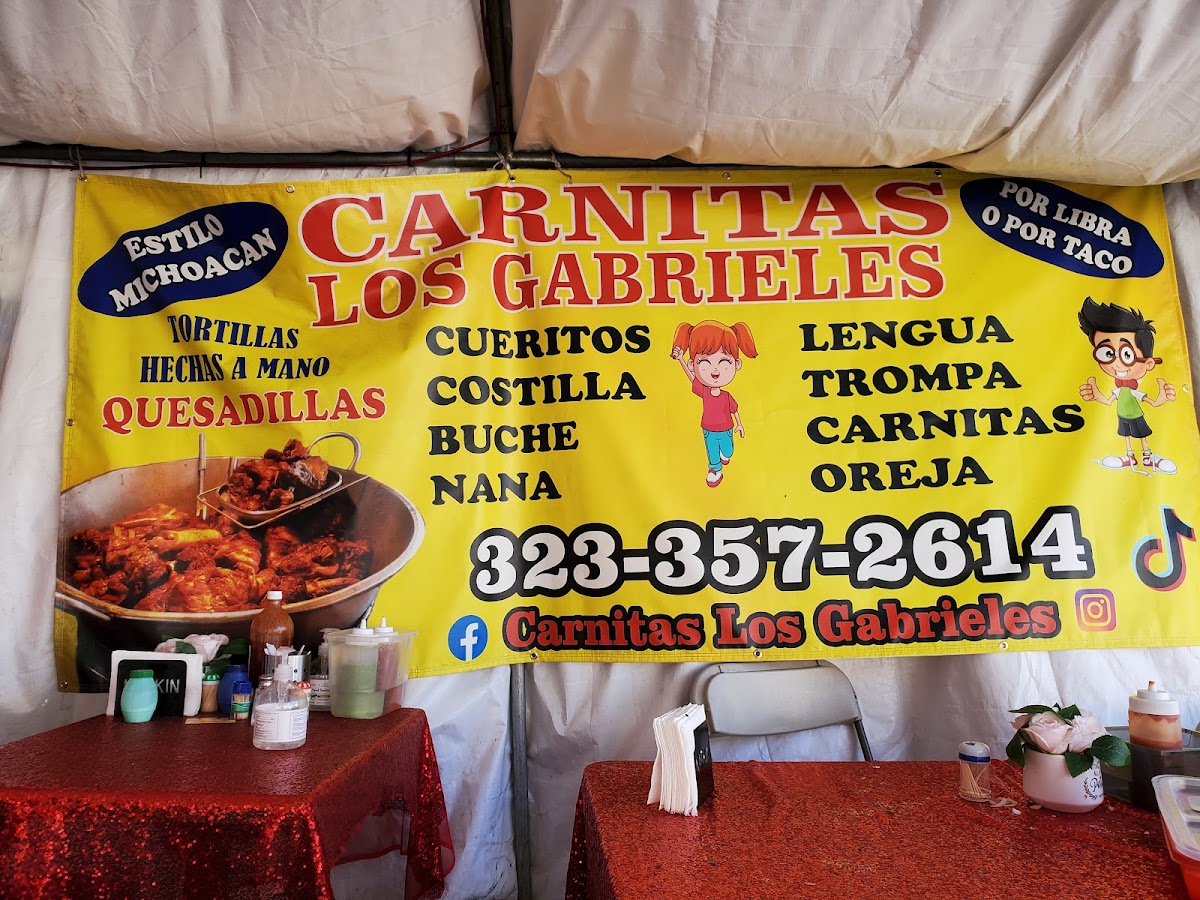 ESTILO
MICHOACAN
CARNITAS
LOS GABRIELES
POR LIBRA
O POR TACO
TORTILLAS
HECHAS A MANO
QUESADILLAS
CUERITOS
COSTILLA
BUCHE
NANA
LENGUA
TROMPA
CARNITAS
OREJA
323-357-2614
Carnitas Los Gabrieles